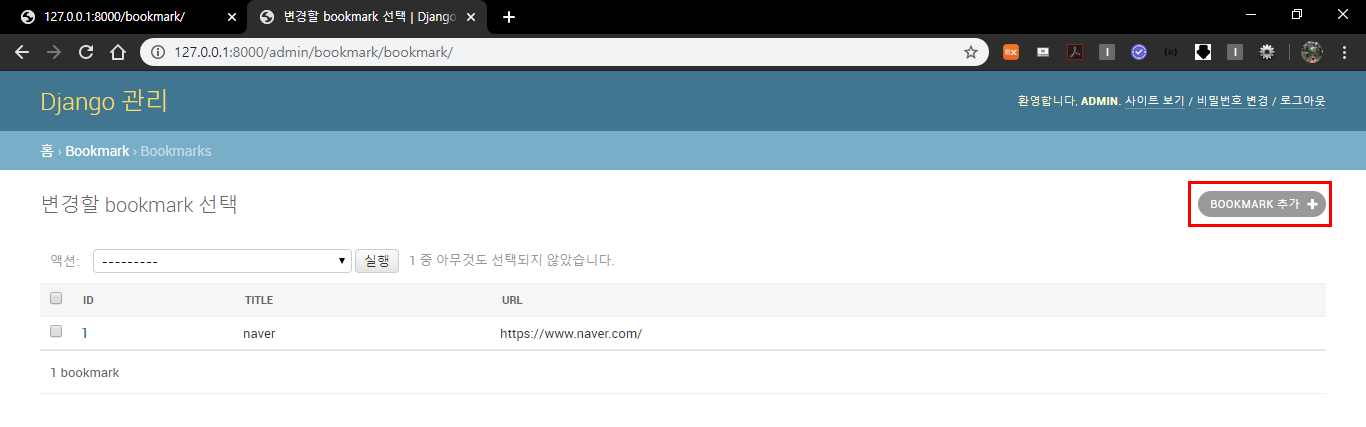 127.0.0.1:8000/bookmark/
변경할 bookmark 선택 | Django
127.0.0.1:8000/admin/bookmark/bookmark/
Django 관리
환영합니다, ADMIN. 사이트 보기 / 비밀번호 변경 / 로그아웃
홈 › Bookmark › Bookmarks
변경할 bookmark 선택
BOOKMARK 추가
액션: --------- 실행 1 중 아무것도 선택되지 않았습니다.
ID TITLE URL
1 naver https://www.naver.com/
1 bookmark